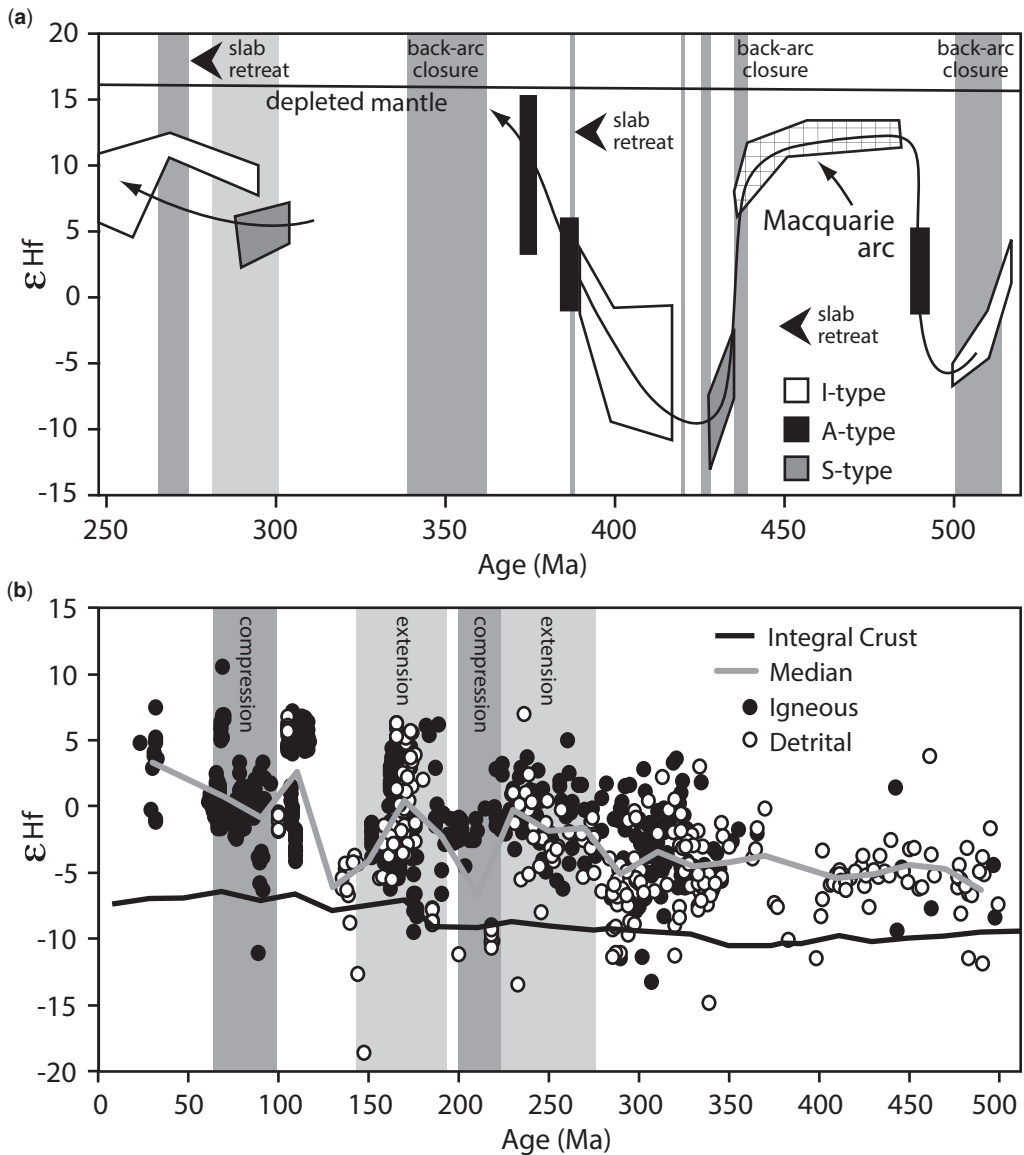 (a)
20
15
10
5
0
-5
-10
-15
εHf
slab
retreat
back-arc
closure
back-arc
closure
back-arc
closure
depleted mantle
slab
retreat
Macquarie
arc
slab
retreat
I-type
A-type
S-type
250 300 350 400 450 500
Age (Ma)
(b)
15
10
5
0
-5
-10
-15
-20
εHf
compression
extension
compression
extension
Integral Crust
Median
Igneous
Detrital
0 50 100 150 200 250 300 350 400 450 500
Age (Ma)